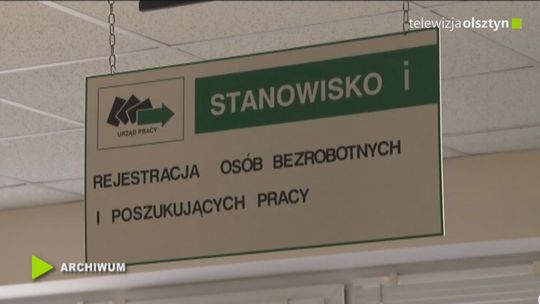 telewizjaolsztyn
STANOWISKO i
URZĄD PRACY
REJESTRACJA OSÓB BEZROBOTNYCH
I POSZUKUJĄCYCH PRACY
ARCHIWUM